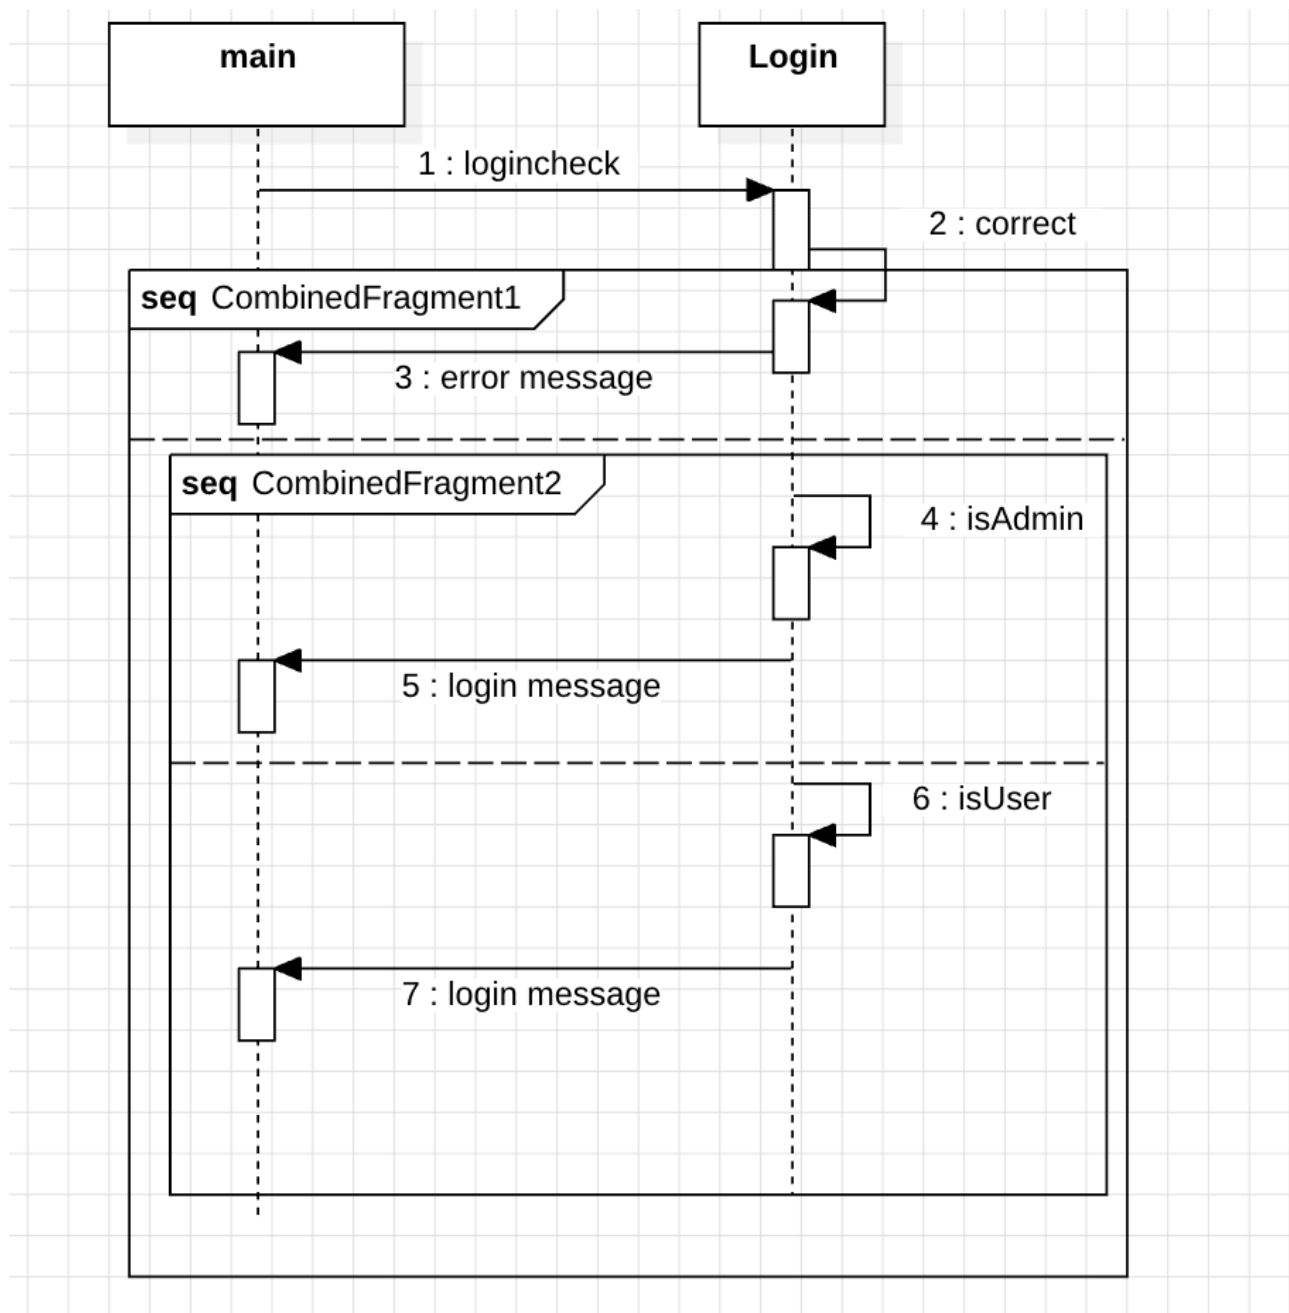 main
Login
1 : logincheck
2 : correct
seq CombinedFragment1
3 : error message
seq CombinedFragment2
4 : isAdmin
5 : login message
6 : isUser
7 : login message